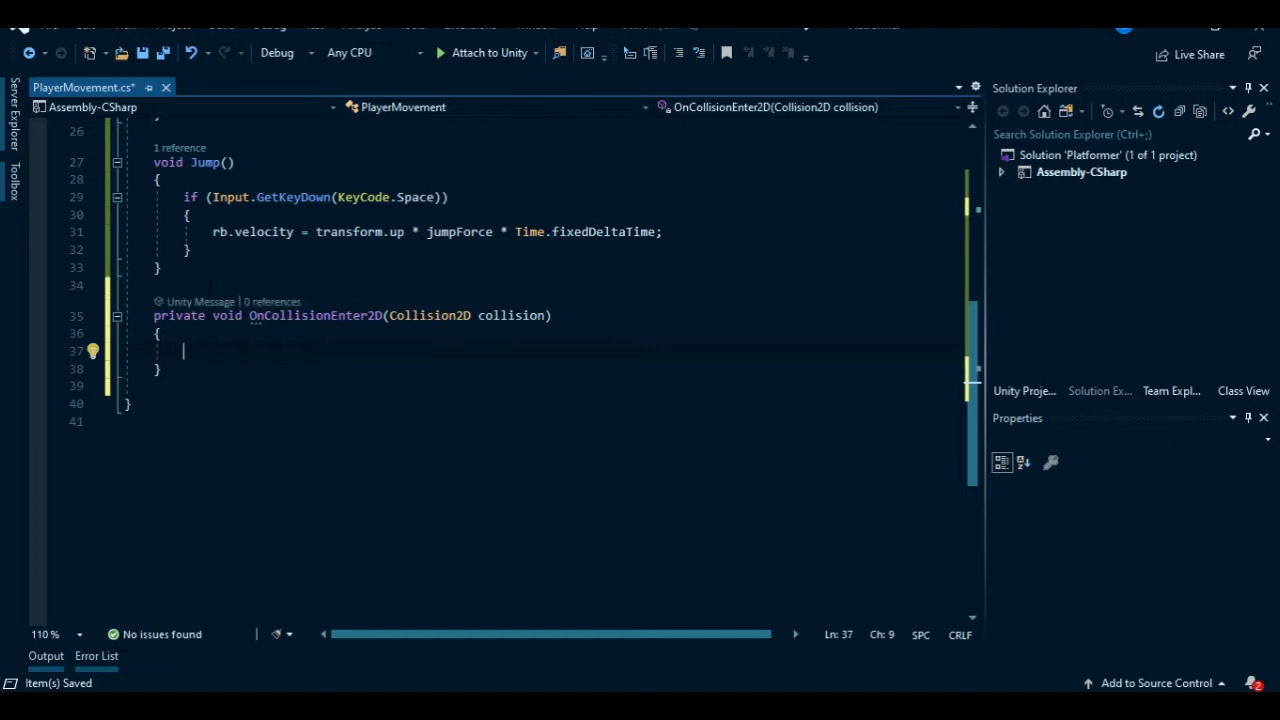 Debug
Any CPU
Attach to Unity
Live Share
Server Explorer
Toolbox
PlayerMovement.cs*
Assembly-CSharp
PlayerMovement
OnCollisionEnter2D(Collision2D collision)
26
1 reference
27 void Jump()
28 {
29 if (Input.GetKeyDown(KeyCode.Space))
30 {
31 rb.velocity = transform.up * jumpForce * Time.fixedDeltaTime;
32 }
33 }
34
Unity Message | 0 references
35 private void OnCollisionEnter2D(Collision2D collision)
36 {
37
38 }
39
40 }
41
110 %
No issues found
Ln: 37
Ch: 9
SPC
CRLF
Output
Error List
Item(s) Saved
Add to Source Control
2
Solution Explorer
Search Solution Explorer (Ctrl+;)
Solution 'Platformer' (1 of 1 project)
Assembly-CSharp
Unity Proje...
Solution Ex...
Team Expl...
Class View
Properties